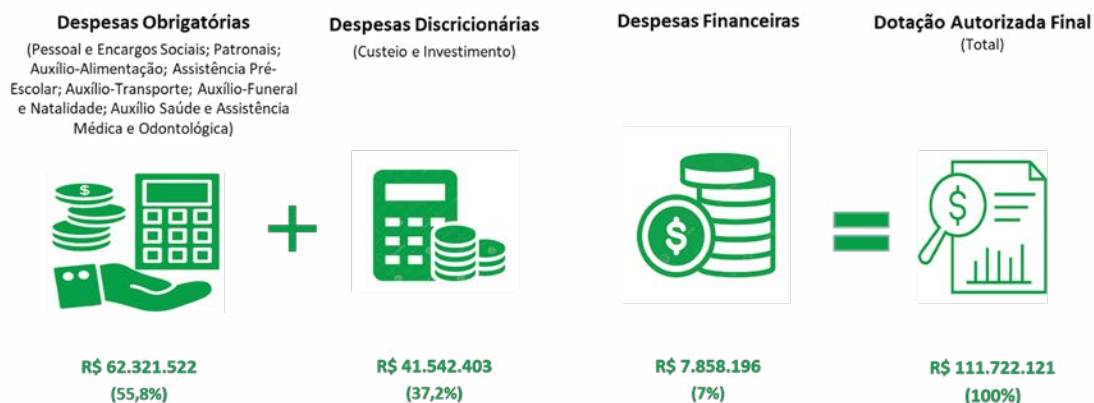 Despesas Obrigatórias
(Pessoal e Encargos Sociais; Patronais;
Auxílio-Alimentação; Assistência Pré-
Escolar; Auxílio-Transporte; Auxílio-Funeral
e Natalidade; Auxílio Saúde e Assistência
Médica e Odontológica)
R$ 62.321.522
(55,8%)
Despesas Discricionárias
(Custeio e Investimento)
R$ 41.542.403
(37,2%)
Despesas Financeiras
R$ 7.858.196
(7%)
Dotação Autorizada Final
(Total)
R$ 111.722.121
(100%)